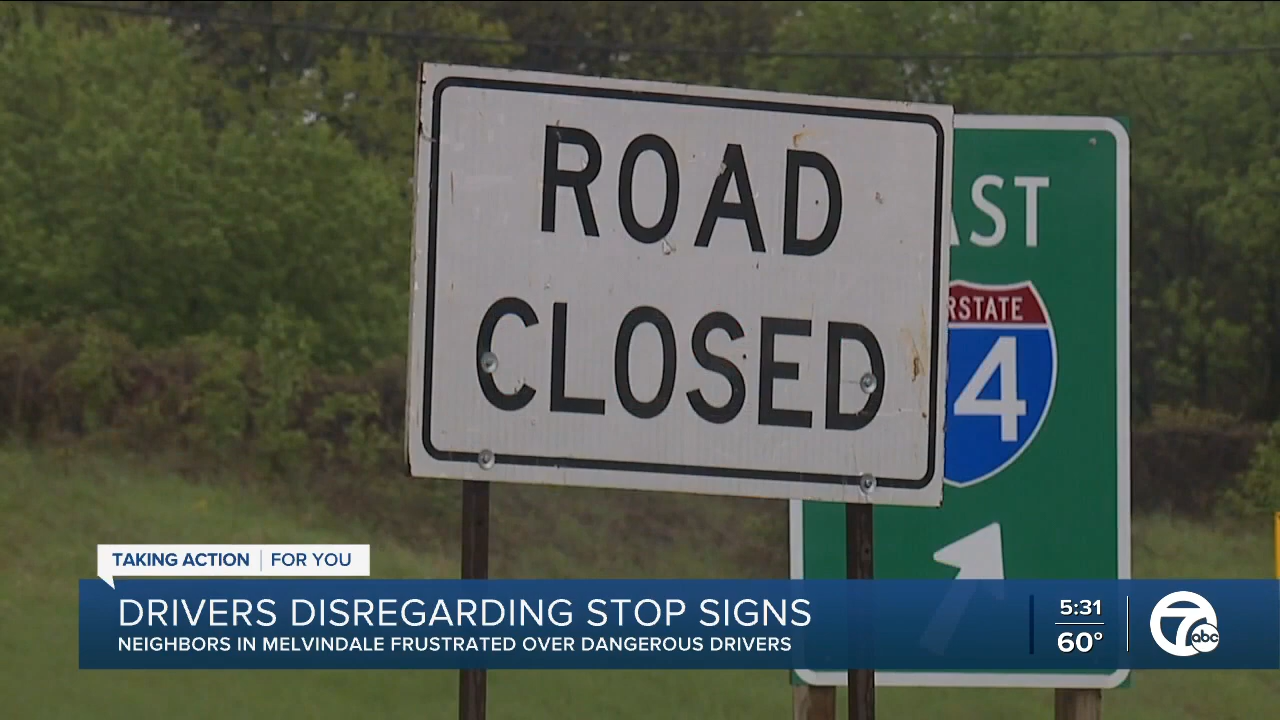 ROAD
CLOSED
AST
RSTATE
4
TAKING ACTION | FOR YOU
DRIVERS DISREGARDING STOP SIGNS
NEIGHBORS IN MELVINDALE FRUSTRATED OVER DANGEROUS DRIVERS
5:31
60°
7 abc